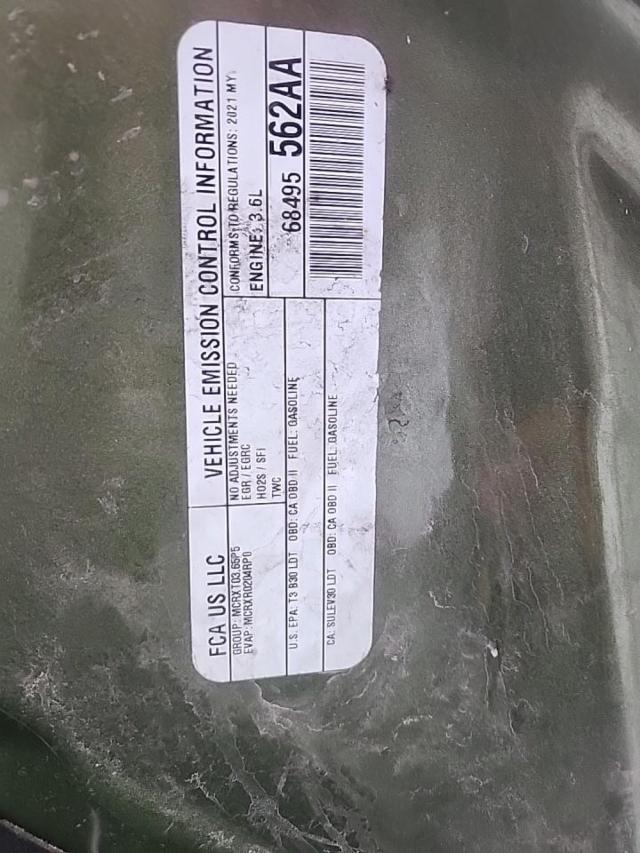 FCA US LLC
VEHICLE EMISSION CONTROL INFORMATION
GROUP: MCRXT03.65P5
EVAP: MCRXR0204RP0
NO ADJUSTMENTS NEEDED
EGR / EGRC
HO2S / SFI
TWC
CONFORMS TO REGULATIONS: 2021 MY
ENGINE: 3.6L
68495 562AA
U.S. EPA: T3 B30 LDT OBD: CA OBD II FUEL: GASOLINE
CA: SULEV30 LDT OBD: CA OBD II FUEL: GASOLINE